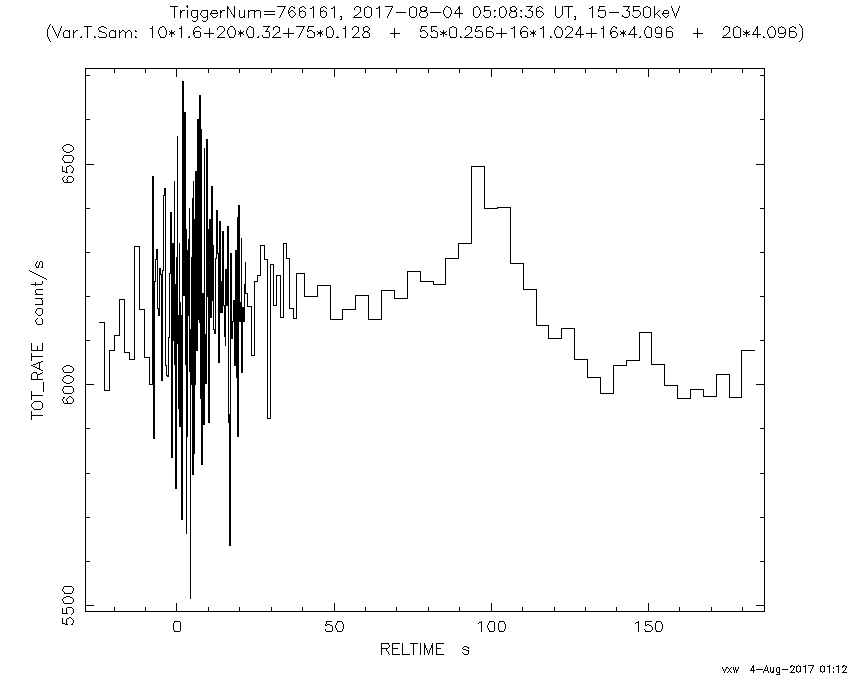 TriggerNum=766161, 2017-08-04 05:08:36 UT, 15-350keV
(Var.T.Sam: 10*1.6+20*0.32+75*0.128 + 55*0.256+16*1.024+16*4.096 + 20*4.096)
6500
6000
5500
TOT_RATE count/s
0 50 100 150
RELTIME s
vxw 4-Aug-2017 01:12